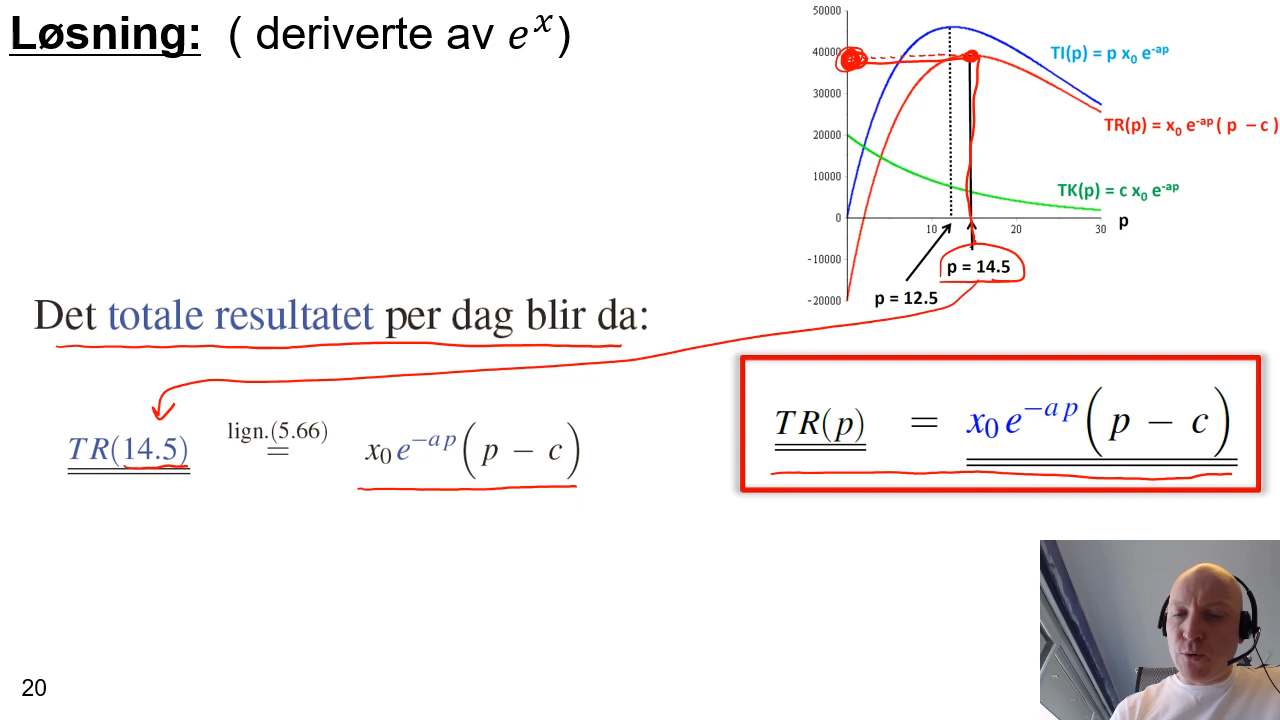 Løsning: ( deriverte av e^x )
50000
40000
30000
20000
10000
0
-10000
-20000
10
20
30
p
TI(p) = p x₀ e^-ap
TR(p) = x₀ e^-ap ( p – c )
TK(p) = c x₀ e^-ap
p = 14.5
p = 12.5
Det totale resultatet per dag blir da:
TR(14.5) lign.(5.66) = x₀ e^−a p ( p − c )
TR(p) = x₀ e^−a p ( p − c )
20